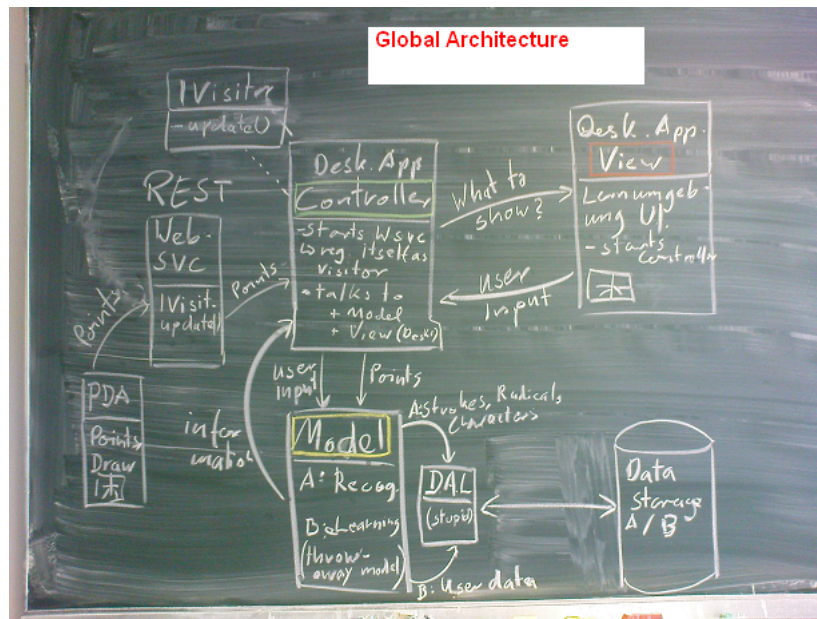 Global Architecture
IVisitor
-update()
REST
Web-
SVC
IVisit.
update()
Points
Points
PDA
Points
Draw
木
Desk. App
Controller
-starts Wsvc
reg. itself as
visitor
-talks to
+ Model
+ View (Desk)
What to
show?
User
Input
Desk. App.
View
Lernumgeb-
ung UI.
- starts
Controller
木
User
Input
Points
infor
mation
Model
A: Recog.
B: Learning
(throw-
away model)
A: Strokes, Radicals,
Characters
DAL
(stupid)
B: User data
Data
storage
A / B